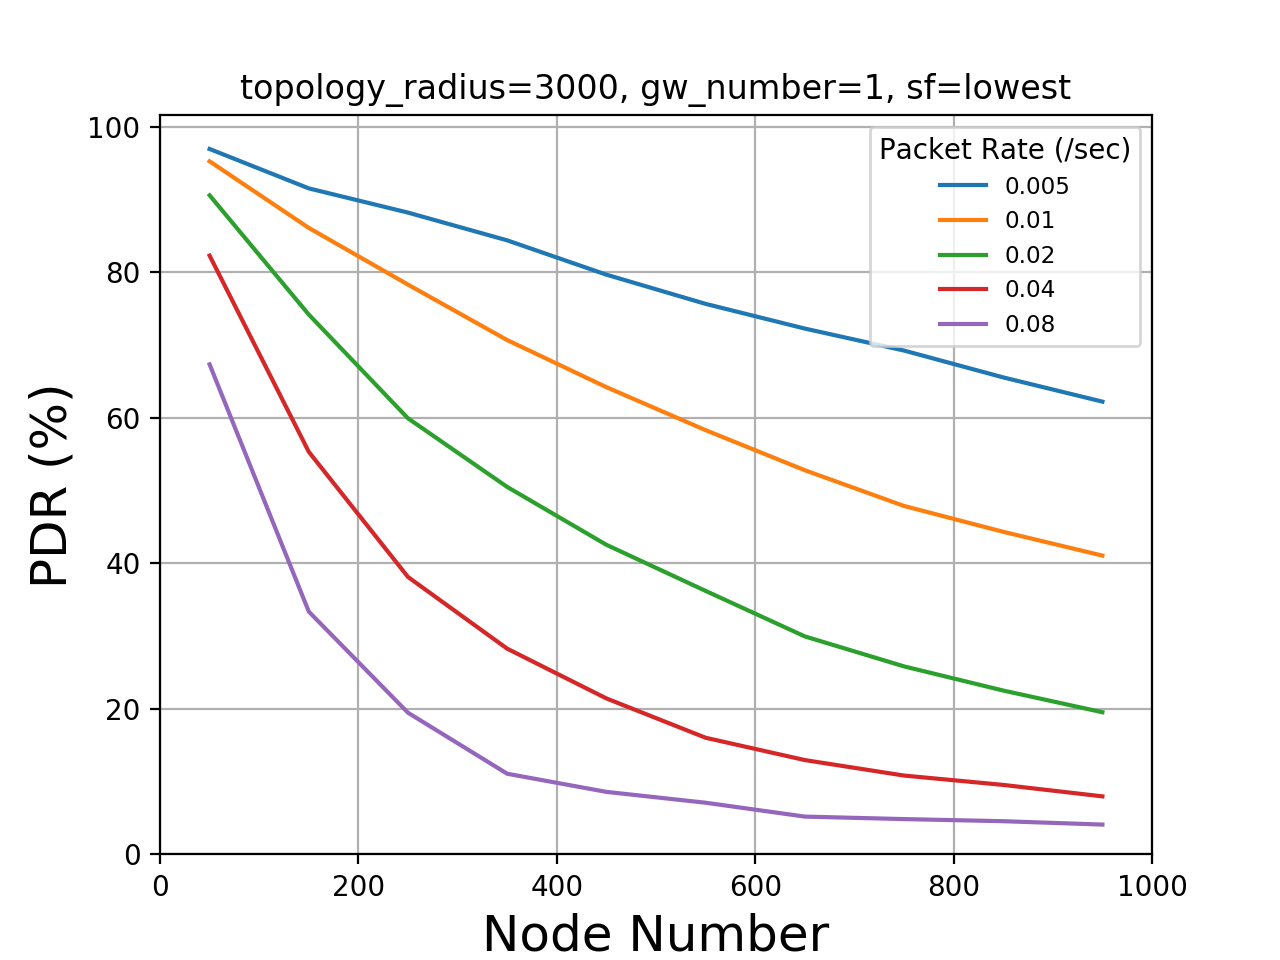 topology_radius=3000, gw_number=1, sf=lowest
PDR (%)
100
80
60
40
20
0
Packet Rate (/sec)
0.005
0.01
0.02
0.04
0.08
0 200 400 600 800 1000
Node Number